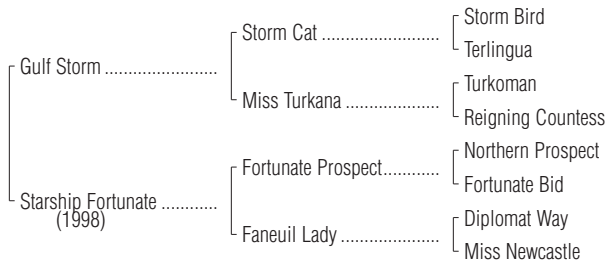 Storm Bird
Storm Cat ........................
Terlingua
Gulf Storm .......................
Turkoman
Miss Turkana ...................
Reigning Countess
Northern Prospect
Fortunate Prospect............
Fortunate Bid
Starship Fortunate ............
(1998)
Diplomat Way
Faneuil Lady ....................
Miss Newcastle